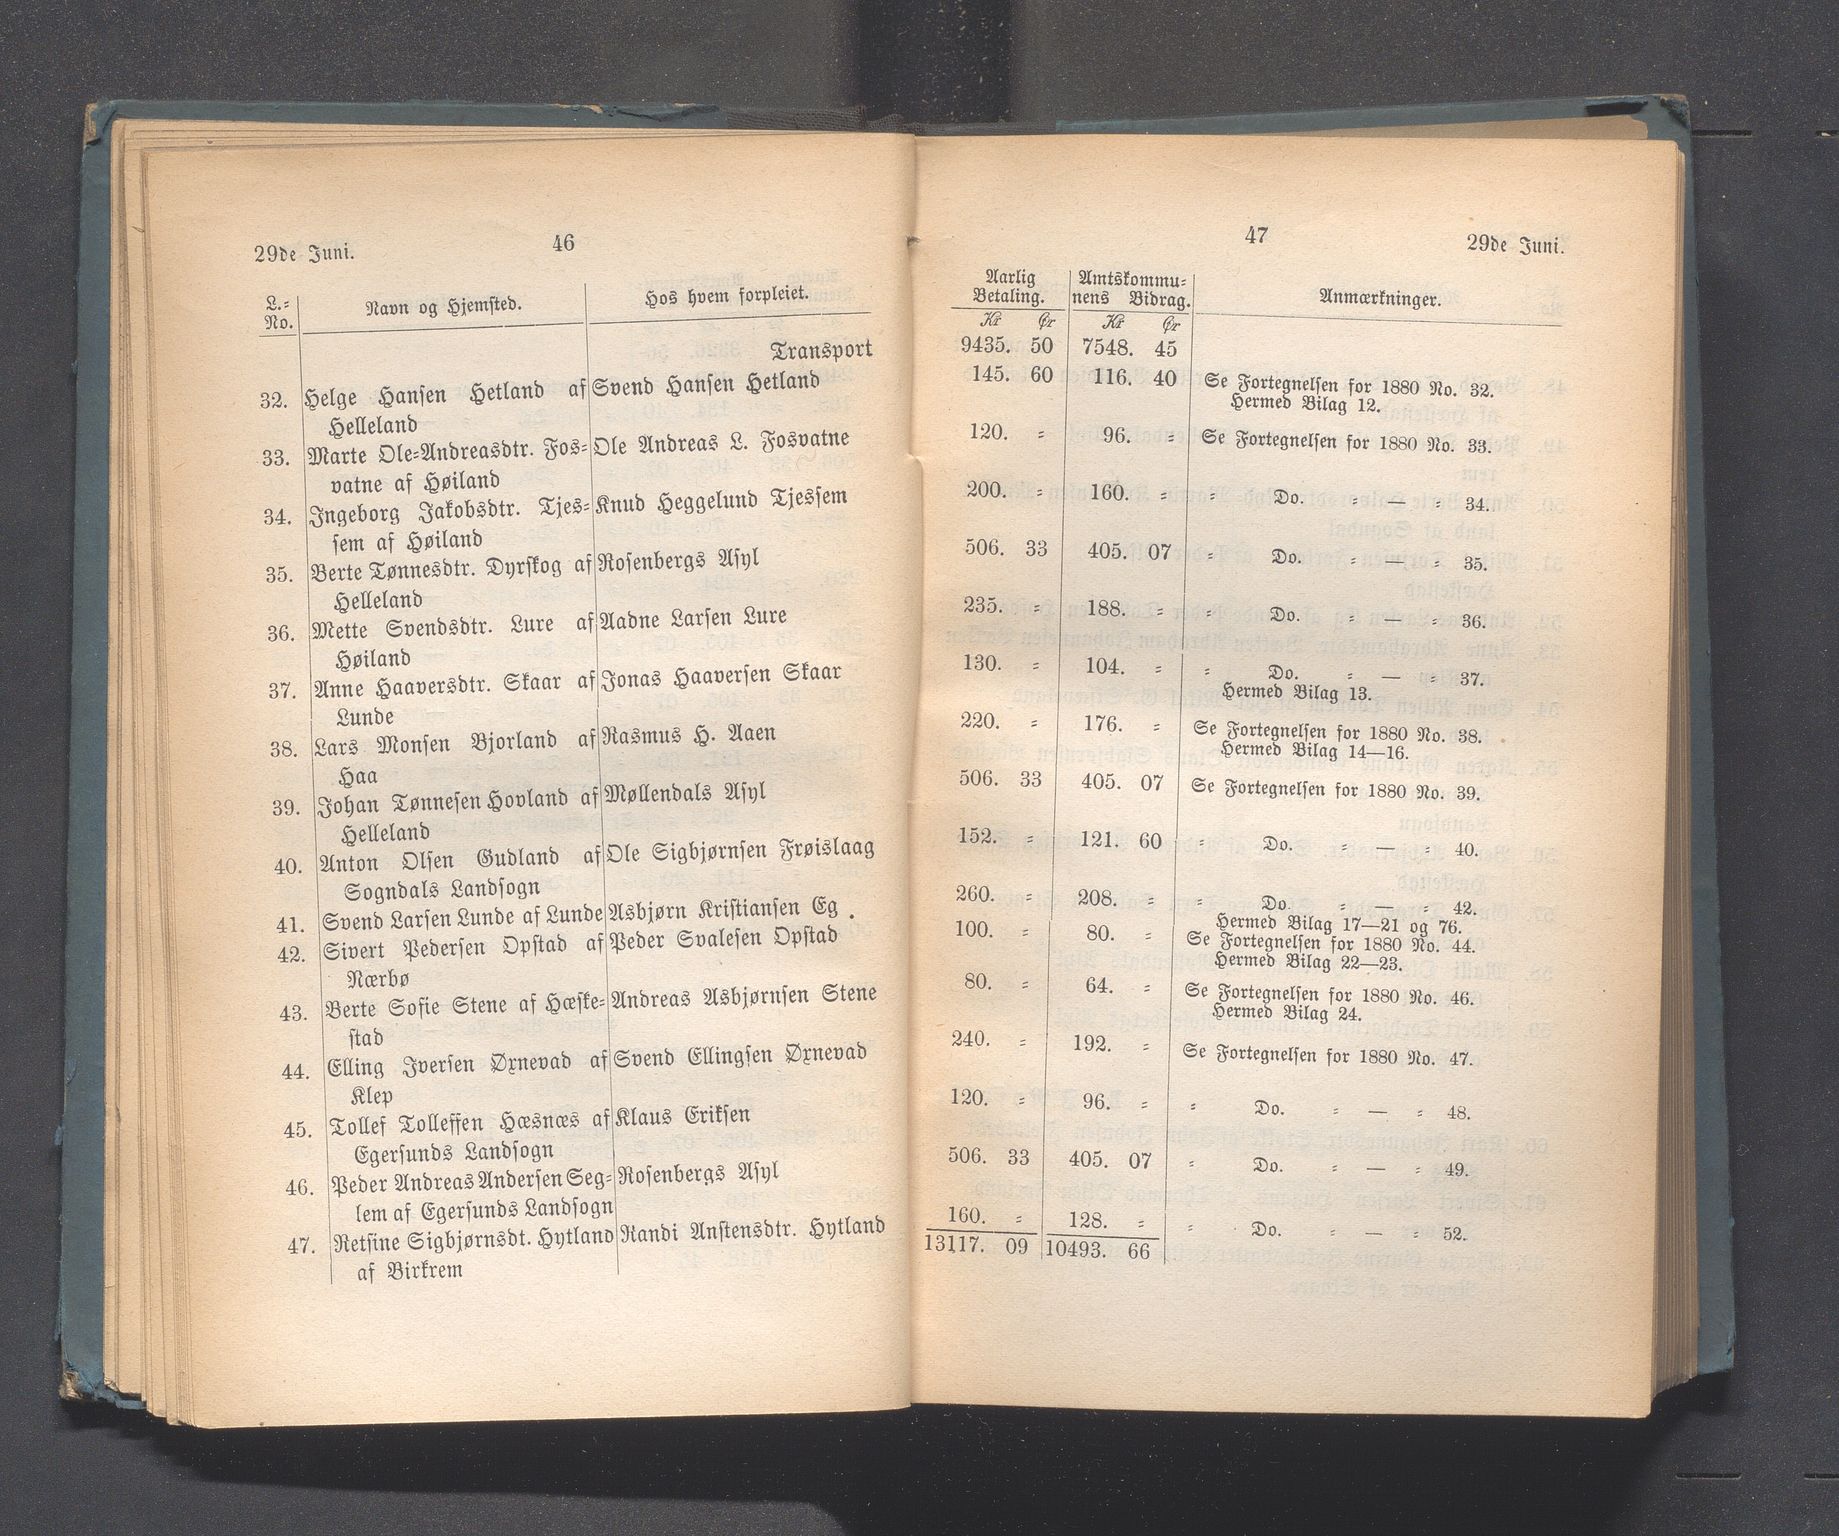 29de Juni.
46
L.=
No.
Navn og Hjemsted.
Hos hvem forpleiet.
Transport
32. Helge Hansen Hetland af Svend Hansen Hetland
Helleland
33. Marte Ole=Andreasdtr. Fos= Ole Andreas L. Fosvatne
vatne af Høiland
34. Ingeborg Jakobsdtr. Tjes= Knud Heggelund Tjessem
sem af Høiland
35. Berte Tønnesdtr. Dyrskog af Rosenbergs Asyl
Helleland
36. Mette Svendsdtr. Lure af Aadne Larsen Lure
Høiland
37. Anne Haaversdtr. Skaar af Jonas Haaversen Skaar
Lunde
38. Lars Monsen Bjorland af Rasmus H. Aaen
Haa
39. Johan Tønnesen Hovland af Møllendals Asyl
Helleland
40. Anton Olsen Gudland af Ole Sigbjørnsen Frøislaag
Sogndals Landsogn
41. Svend Larsen Lunde af Lunde Asbjørn Kristiansen Eg .
42. Sivert Pedersen Opstad af Peder Svalesen Opstad
Nærbø
43. Berte Sofie Stene af Hæske= Andreas Asbjørnsen Stene
stad
44. Elling Iversen Øxnevad af Svend Ellingsen Øxnevad
Klep
45. Tollef Tolleffen Hæsnæs af Klaus Eriksen
Egersunds Landsogn
46. Peder Andreas Andersen Seg= Rosenbergs Asyl
lem af Egersunds Landsogn
47. Retsine Sigbjørnsdt. Hytland Randi Anstensdtr. Hytland
af Birkrem
47
29de Juni.
Aarlig
Betaling.
Amtskommu=
nens Bidrag.
Anmærkninger.
Kr Ør Kr Ør
9435. 50 7548. 45
145. 60 116. 40 Se Fortegnelsen for 1880 No. 32.
Hermed Bilag 12.
120. = 96. = Se Fortegnelsen for 1880 No. 33.
200. = 160. = = Do. = — = 34.
506. 33 405. 07 = Do. = — = 35.
235. = 188. = = Do. = — = 36.
130. = 104. = = Do. = — = 37.
Hermed Bilag 13.
220. = 176. = Se Fortegnelsen for 1880 No. 38.
Hermed Bilag 14—16.
506. 33 405. 07 Se Fortegnelsen for 1880 No. 39.
152. = 121. 60 = Do. = — = 40.
260. = 208. = = Do. = — = 42.
Hermed Bilag 17—21 og 76.
100. = 80. = Se Fortegnelsen for 1880 No. 44.
Hermed Bilag 22—23.
80. = 64. = Se Fortegnelsen for 1880 No. 46.
Hermed Bilag 24.
240. = 192. = Se Fortegnelsen for 1880 No. 47.
120. = 96. = = Do. = — = 48.
506. 33 405. 07 = Do. = — = 49.
160. = 128. = = Do. = — = 52.
13117. 09 10493. 66